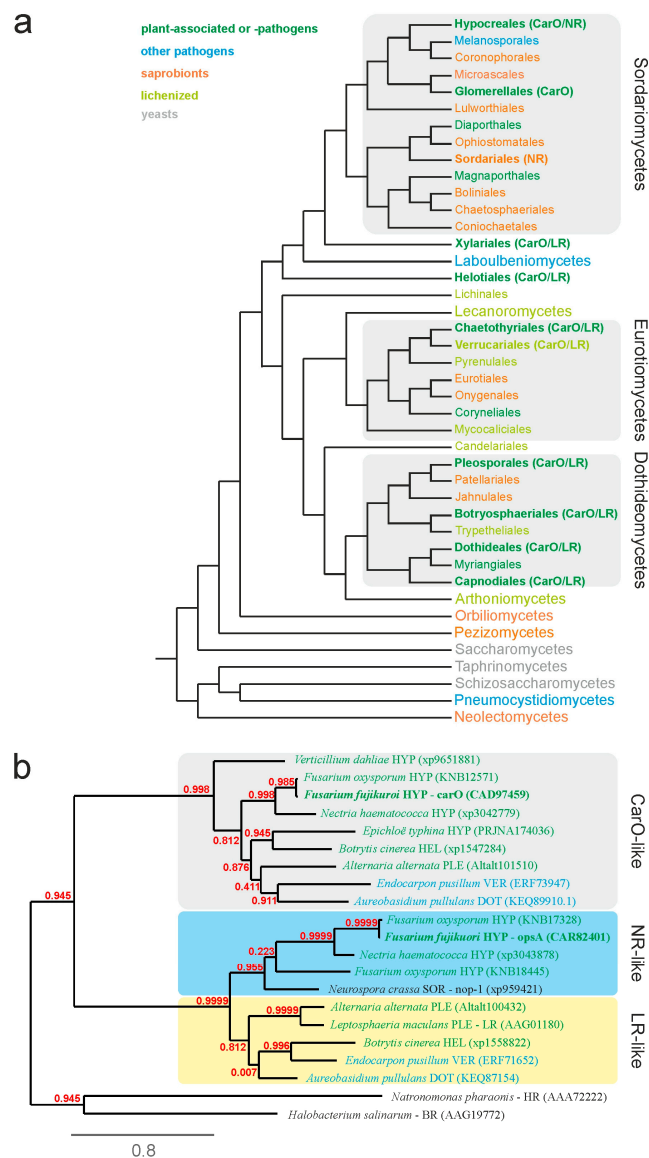 a
plant-associated or -pathogens
other pathogens
saprobionts
lichenized
yeasts
Hypocreales (CarO/NR)
Melanosporales
Coronophorales
Microascales
Glomerellales (CarO)
Lulworthiales
Diaporthales
Ophiostomatales
Sordariales (NR)
Magnaporthales
Boliniales
Chaetosphaeriales
Coniochaetales
Sordariomycetes
Xylariales (CarO/LR)
Laboulbeniomycetes
Helotiales (CarO/LR)
Lichinales
Lecanoromycetes
Chaetothyriales (CarO/LR)
Verrucariales (CarO/LR)
Pyrenulales
Eurotiales
Onygenales
Coryneliales
Mycocaliciales
Eurotiomycetes
Candelariales
Pleosporales (CarO/LR)
Patellariales
Jahnulales
Botryosphaeriales (CarO/LR)
Trypetheliales
Dothideales (CarO/LR)
Myriangiales
Capnodiales (CarO/LR)
Dothideomycetes
Arthoniomycetes
Orbiliomycetes
Pezizomycetes
Saccharomycetes
Taphrinomycetes
Schizosaccharomycetes
Pneumocystidiomycetes
Neolectomycetes
b
Verticillium dahliae HYP (xp9651881)
0.998
0.985
Fusarium oxysporum HYP (KNB12571)
Fusarium fujikuroi HYP - carO (CAD97459)
0.998
Nectria haematococca HYP (xp3042779)
0.812
0.945
Epichloë typhina HYP (PRJNA174036)
Botrytis cinerea HEL (xp1547284)
0.876
Alternaria alternata PLE (Altalt101510)
0.411
Endocarpon pusillum VER (ERF73947)
0.911
Aureobasidium pullulans DOT (KEQ89910.1)
CarO-like
0.945
0.9999
Fusarium oxysporum HYP (KNB17328)
0.9999
Fusarium fujikuori HYP - opsA (CAR82401)
0.223
Nectria haematococca HYP (xp3043878)
0.955
Fusarium oxysporum HYP (KNB18445)
Neurospora crassa SOR - nop-1 (xp959421)
NR-like
0.9999
0.9999
Alternaria alternata PLE (Altalt100432)
Leptosphaeria maculans PLE - LR (AAG01180)
0.812
0.996
Botrytis cinerea HEL (xp1558822)
Endocarpon pusillum VER (ERF71652)
0.007
Aureobasidium pullulans DOT (KEQ87154)
LR-like
0.945
Natronomonas pharaonis - HR (AAA72222)
Halobacterium salinarum - BR (AAG19772)
0.8